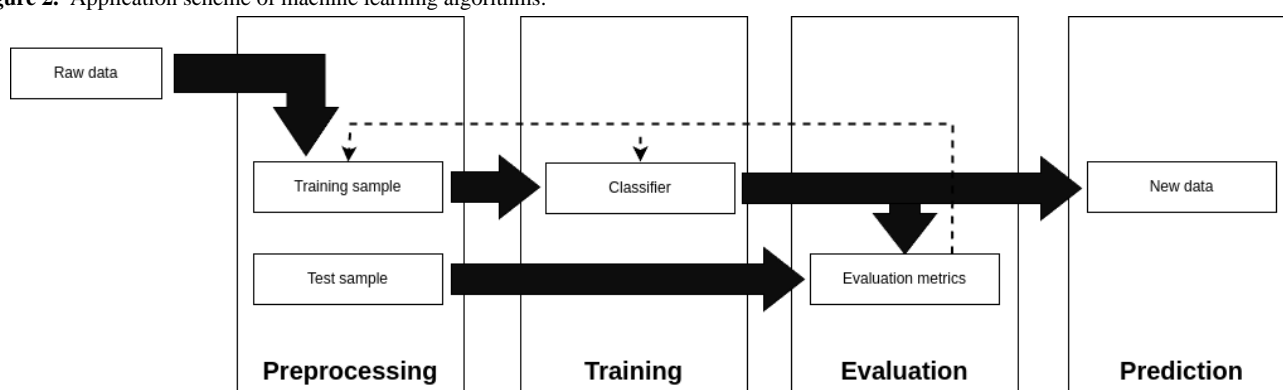 gure 2. Application scheme of machine learning algorithms.
Raw data
Training sample
Classifier
New data
Test sample
Evaluation metrics
Preprocessing
Training
Evaluation
Prediction